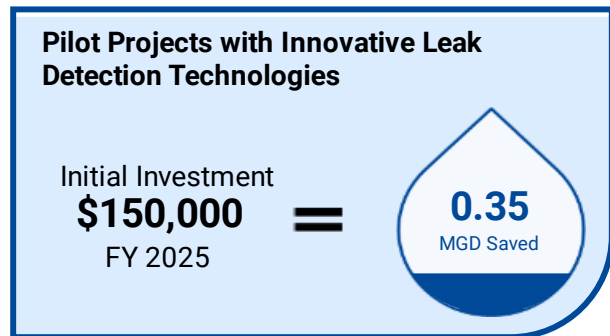 Pilot Projects with Innovative Leak
Detection Technologies
Initial Investment
$150,000
FY 2025
=
0.35
MGD Saved